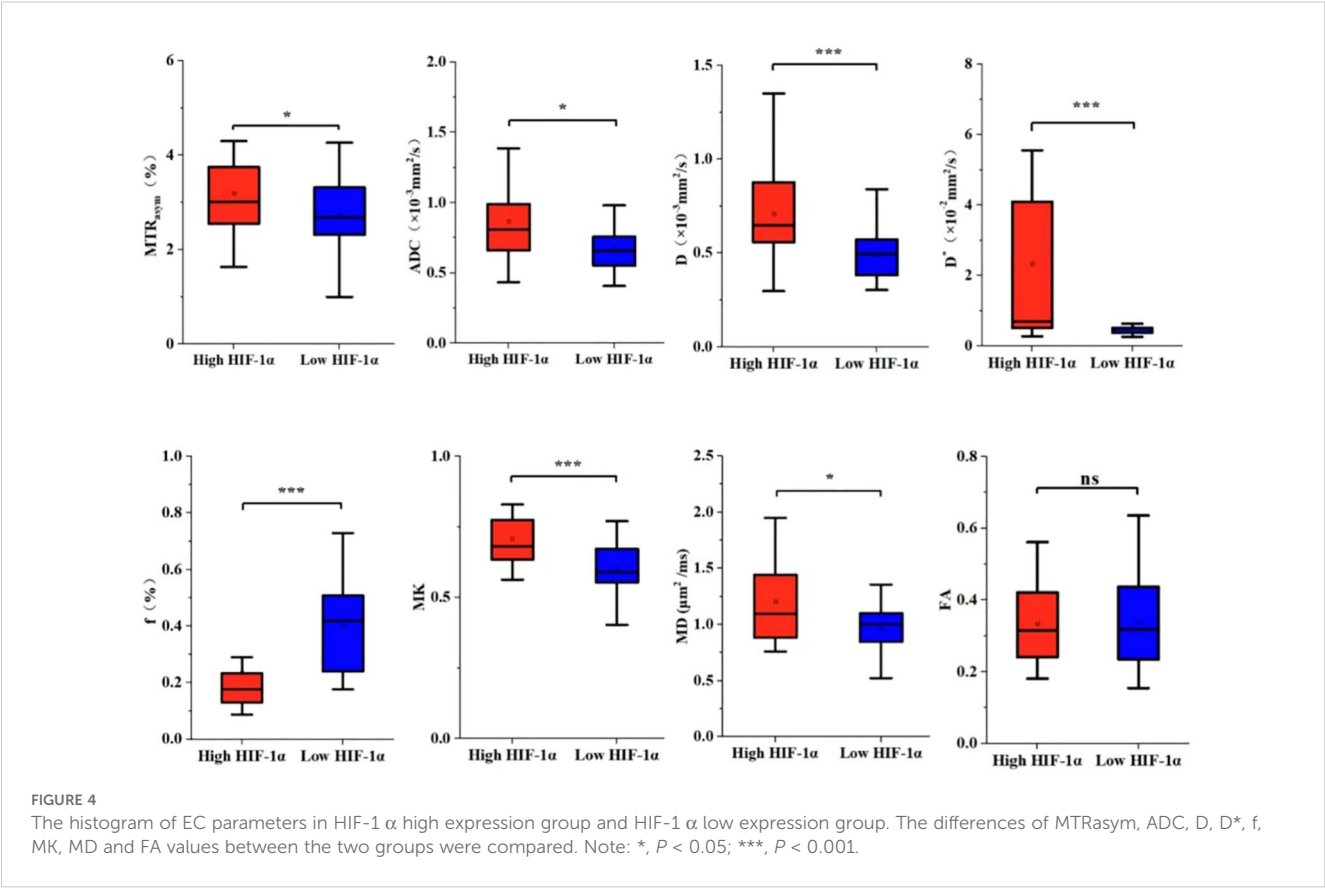 6
4
2
0
MTRasym (%)
*
High HIF-1α
Low HIF-1α
2.0
1.5
1.0
0.5
0.0
ADC (×10⁻³mm²/s)
*
High HIF-1α
Low HIF-1α
1.5
1.0
0.5
0.0
D (×10⁻³mm²/s)
***
High HIF-1α
Low HIF-1α
8
6
4
2
0
D* (×10⁻²mm²/s)
***
High HIF-1α
Low HIF-1α
1.0
0.8
0.6
0.4
0.2
0.0
f (%)
***
High HIF-1α
Low HIF-1α
1.0
0.5
0.0
MK
***
High HIF-1α
Low HIF-1α
2.5
2.0
1.5
1.0
0.5
0.0
MD (μm² /ms)
*
High HIF-1α
Low HIF-1α
0.8
0.6
0.4
0.2
0.0
FA
ns
High HIF-1α
Low HIF-1α
FIGURE 4
The histogram of EC parameters in HIF-1 α high expression group and HIF-1 α low expression group. The differences of MTRasym, ADC, D, D*, f,
MK, MD and FA values between the two groups were compared. Note: *, P < 0.05; ***, P < 0.001.